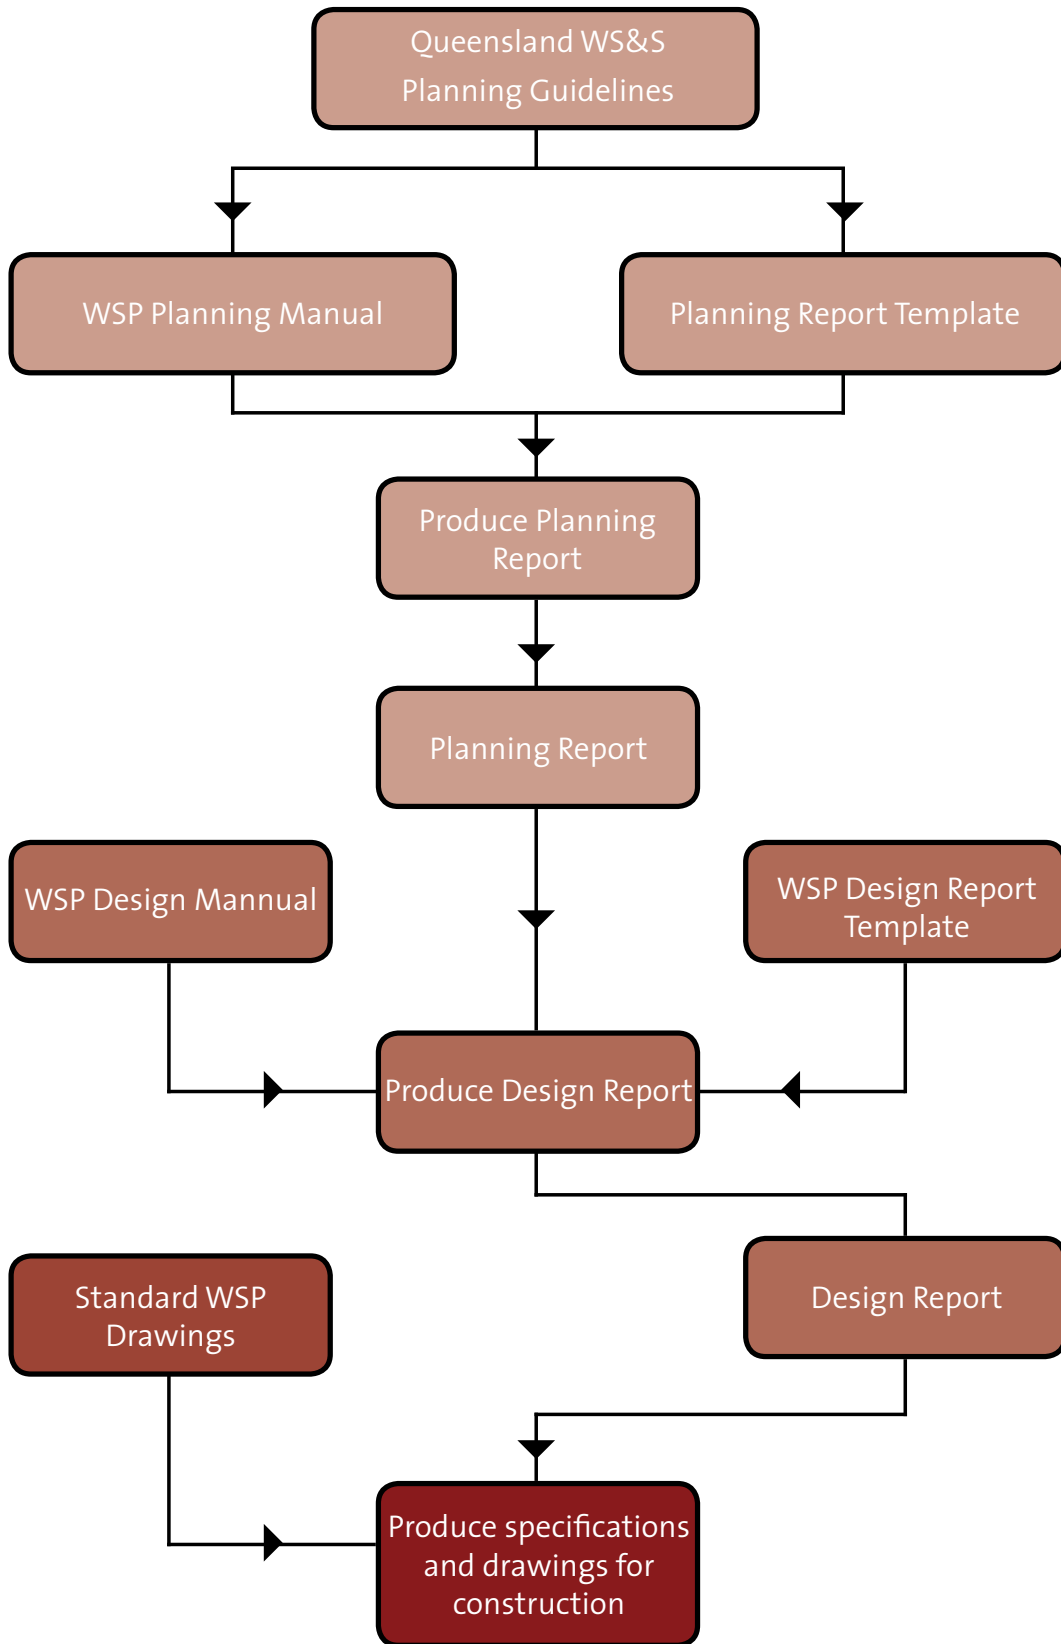 Queensland WS&S
Planning Guidelines
WSP Planning Manual
Planning Report Template
Produce Planning
Report
Planning Report
WSP Design Mannual
WSP Design Report
Template
Produce Design Report
Standard WSP
Drawings
Design Report
Produce specifications
and drawings for
construction